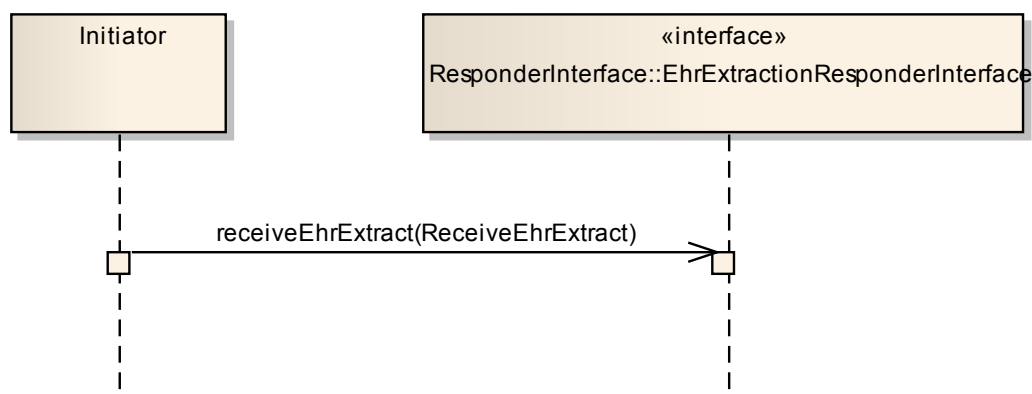 Initiator
«interface»
ResponderInterface::EhrExtractionResponderInterface
receiveEhrExtract(ReceiveEhrExtract)